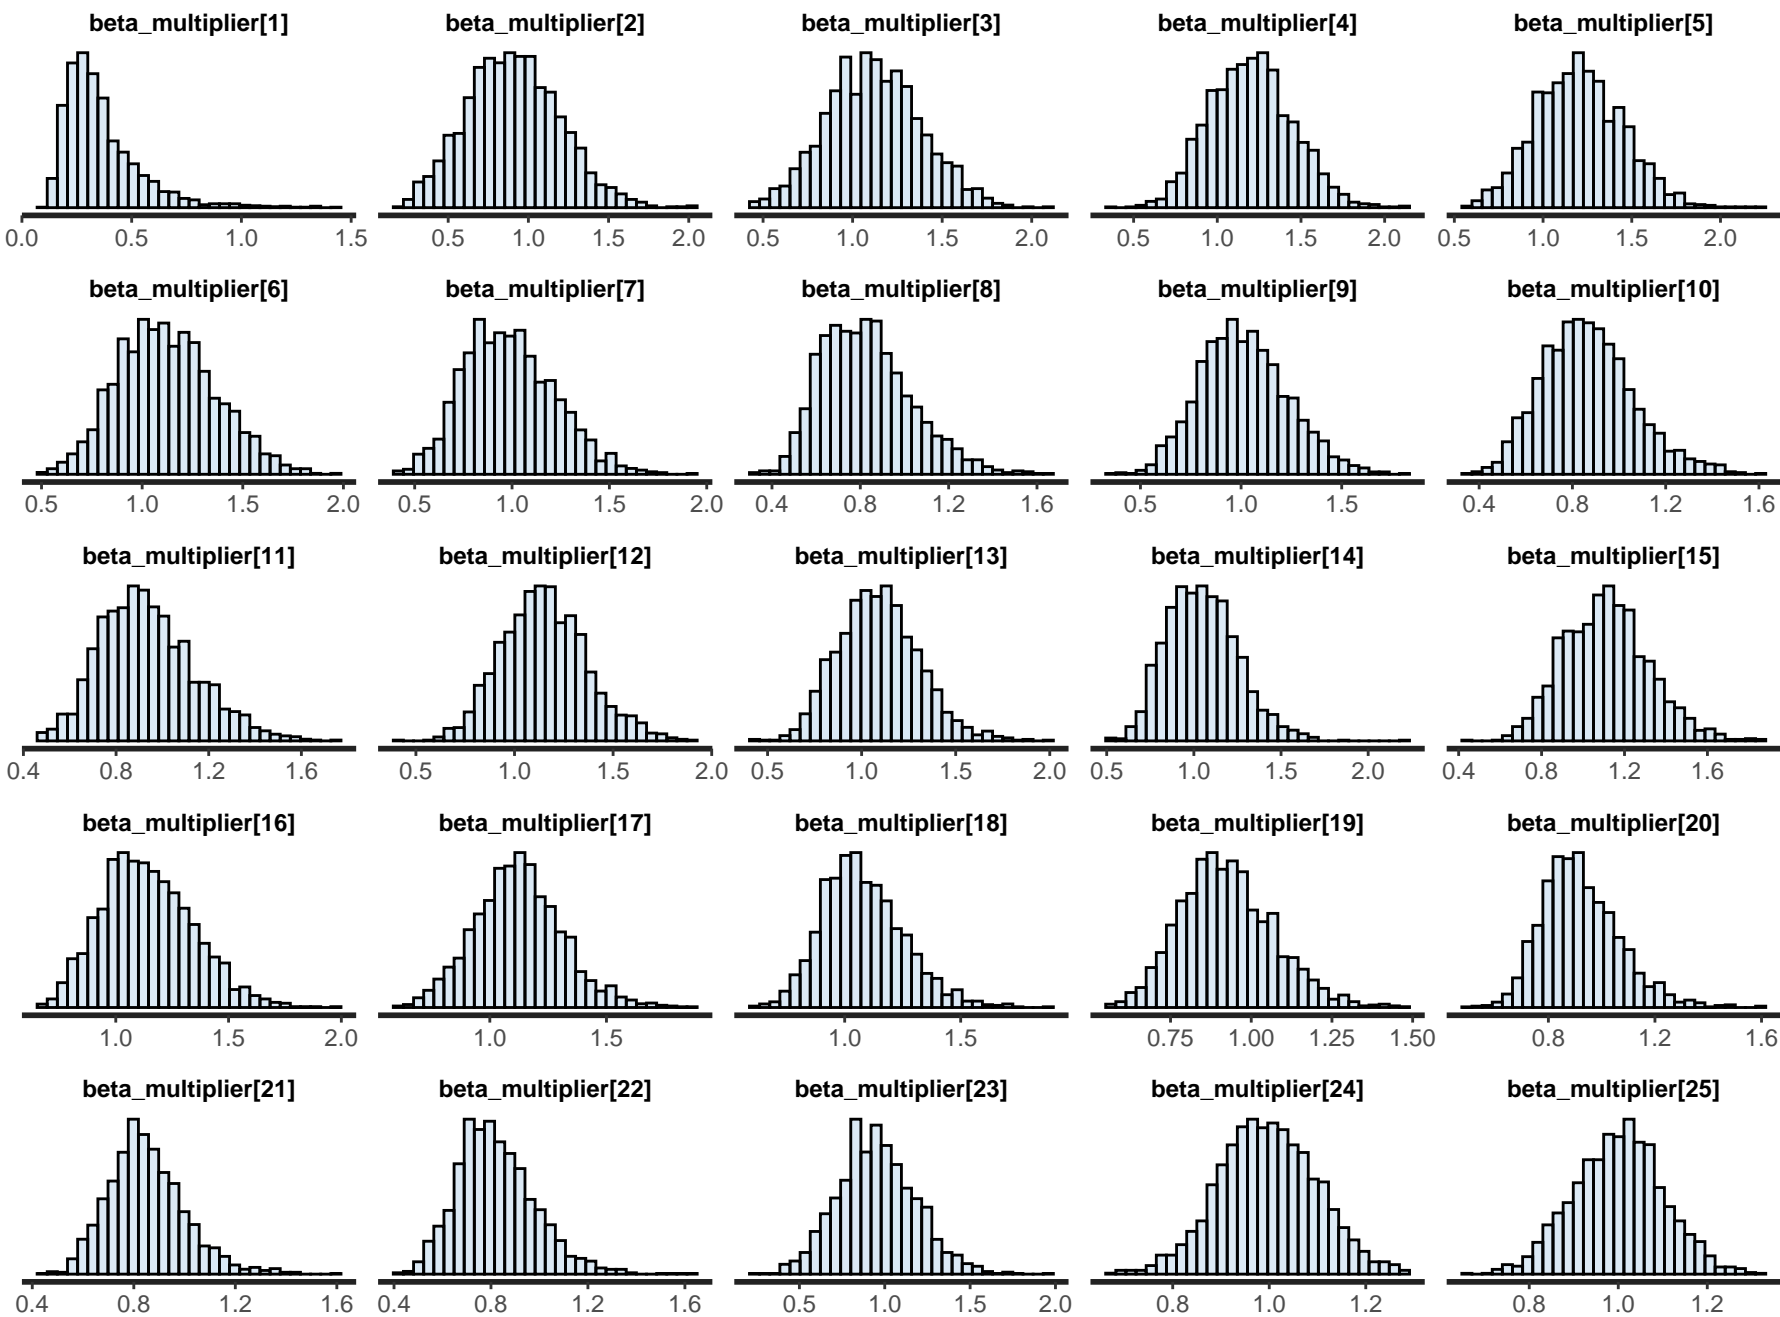 beta_multiplier[1] beta_multiplier[2] beta_multiplier[3] beta_multiplier[4] beta_multiplier[5]
0.0 0.5 1.0 1.5 0.5 1.0 1.5 2.0 0.5 1.0 1.5 2.0 0.5 1.0 1.5 2.0 0.5 1.0 1.5 2.0
beta_multiplier[6] beta_multiplier[7] beta_multiplier[8] beta_multiplier[9] beta_multiplier[10]
0.5 1.0 1.5 2.0 0.5 1.0 1.5 2.0 0.4 0.8 1.2 1.6 0.5 1.0 1.5 0.4 0.8 1.2 1.6
beta_multiplier[11] beta_multiplier[12] beta_multiplier[13] beta_multiplier[14] beta_multiplier[15]
0.4 0.8 1.2 1.6 0.5 1.0 1.5 2.0 0.5 1.0 1.5 2.0 0.5 1.0 1.5 2.0 0.4 0.8 1.2 1.6
beta_multiplier[16] beta_multiplier[17] beta_multiplier[18] beta_multiplier[19] beta_multiplier[20]
1.0 1.5 2.0 1.0 1.5 1.0 1.5 0.75 1.00 1.25 1.50 0.8 1.2 1.6
beta_multiplier[21] beta_multiplier[22] beta_multiplier[23] beta_multiplier[24] beta_multiplier[25]
0.4 0.8 1.2 1.6 0.4 0.8 1.2 1.6 0.5 1.0 1.5 2.0 0.8 1.0 1.2 0.8 1.0 1.2